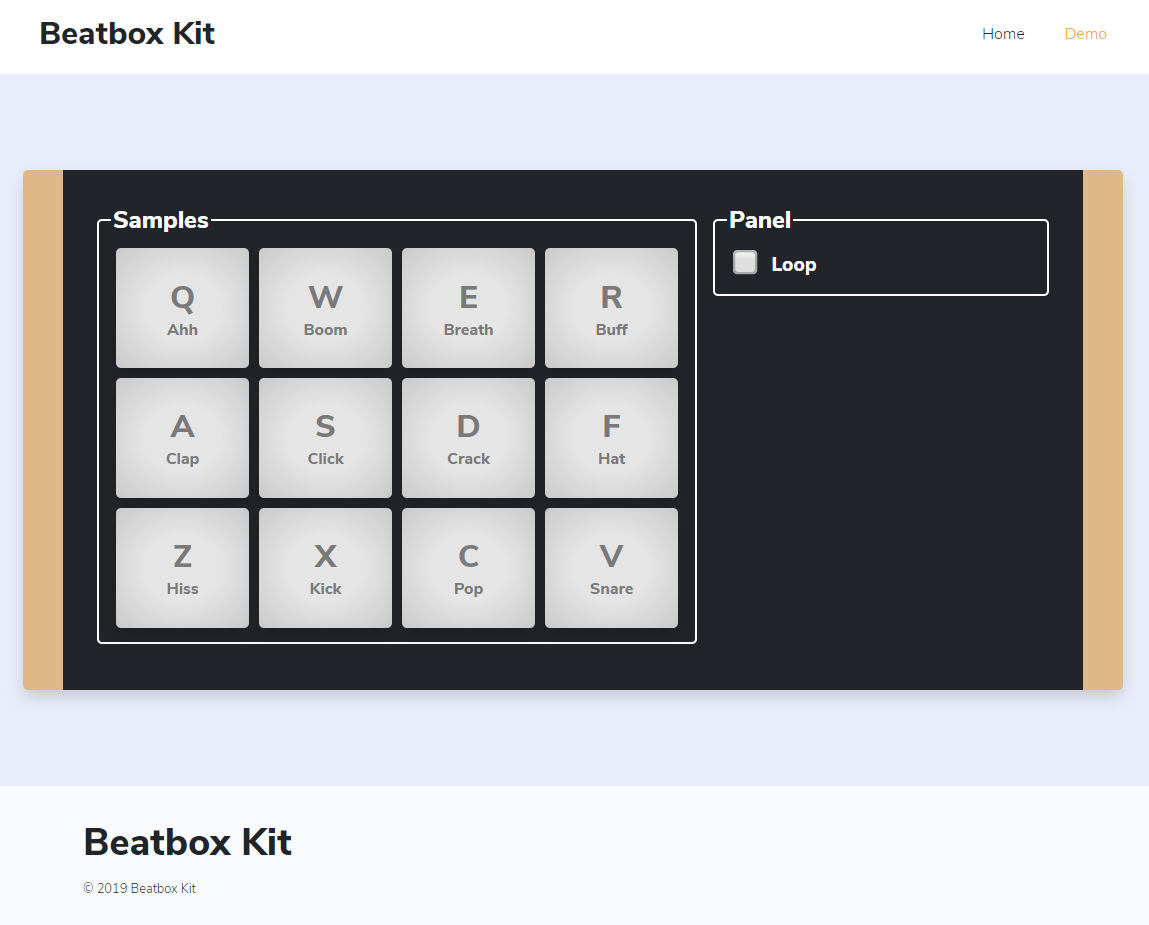 Beatbox Kit
Home Demo
Samples
Q W E R
Ahh Boom Breath Buff
A S D F
Clap Click Crack Hat
Z X C V
Hiss Kick Pop Snare
Panel
Loop
Beatbox Kit
© 2019 Beatbox Kit